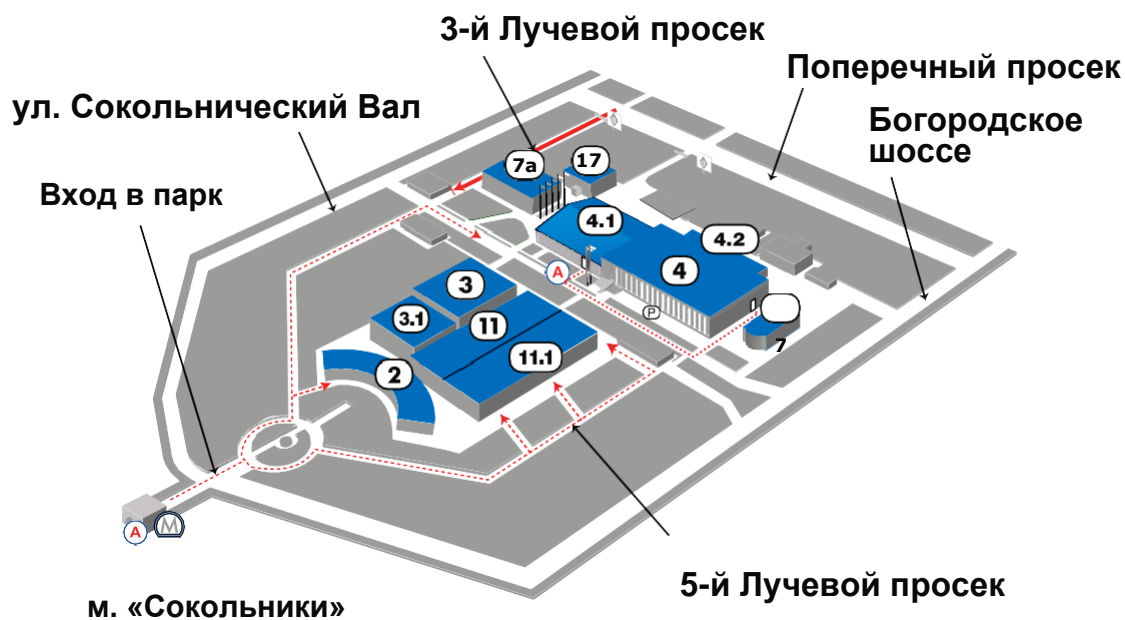 3-й Лучевой просек
Поперечный просек
ул. Сокольнический Вал
Богородское
шоссе
Вход в парк
7а
17
4.1
4.2
4
А
3
Р
3.1
11
7
11.1
2
А
М
5-й Лучевой просек
м. «Сокольники»